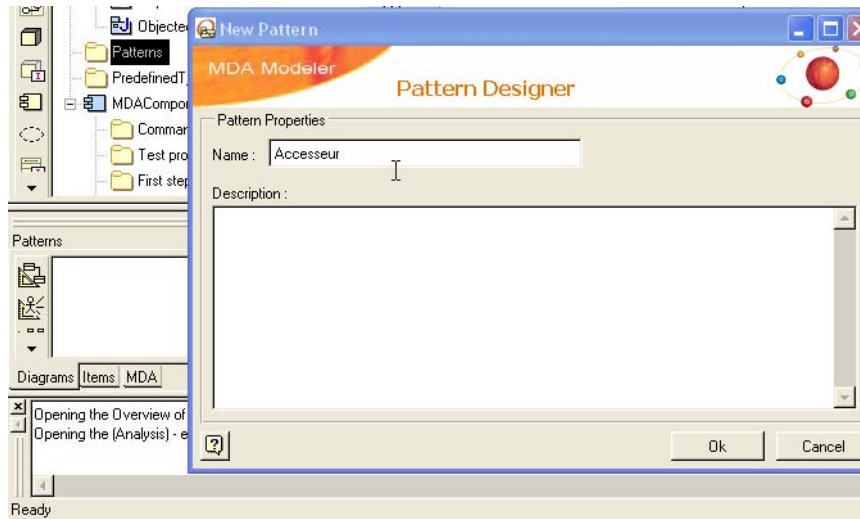 Objecte
Patterns
PredefinedT_
MDACompo
Commar
Test pro
First step
Patterns
Diagrams Items MDA
Opening the Overview of
Opening the (Analysis) - e
Ready
New Pattern
MDA Modeler
Pattern Designer
Pattern Properties
Name : Accesseur
Description :
Ok Cancel